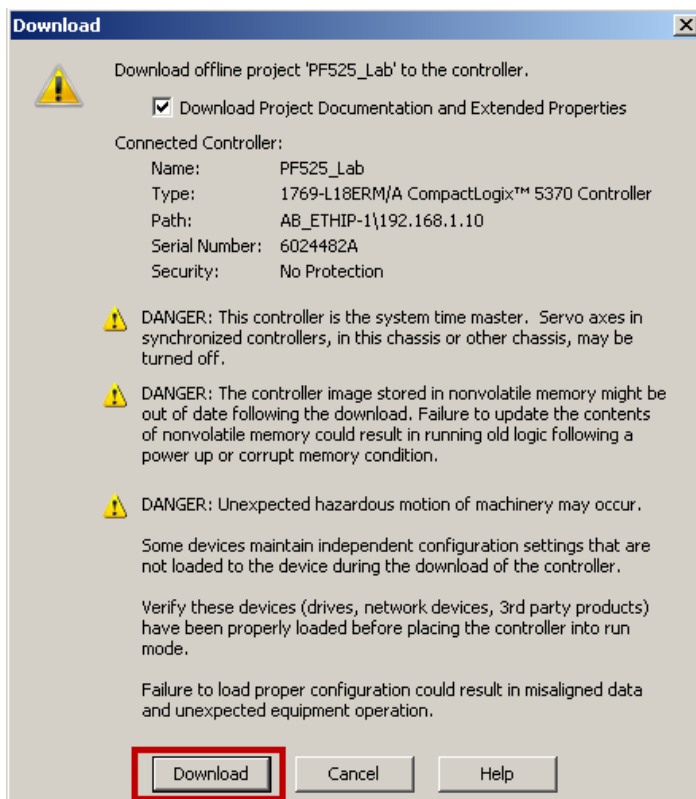 Download
Download offline project 'PF525_Lab' to the controller.
Download Project Documentation and Extended Properties
Connected Controller:
Name: PF525_Lab
Type: 1769-L18ERM/A CompactLogix™ 5370 Controller
Path: AB_ETHIP-1\192.168.1.10
Serial Number: 6024482A
Security: No Protection
DANGER: This controller is the system time master.  Servo axes in
synchronized controllers, in this chassis or other chassis, may be
turned off.
DANGER: The controller image stored in nonvolatile memory might be
out of date following the download. Failure to update the contents
of nonvolatile memory could result in running old logic following a
power up or corrupt memory condition.
DANGER: Unexpected hazardous motion of machinery may occur.
Some devices maintain independent configuration settings that are
not loaded to the device during the download of the controller.
Verify these devices (drives, network devices, 3rd party products)
have been properly loaded before placing the controller into run
mode.
Failure to load proper configuration could result in misaligned data
and unexpected equipment operation.
Download Cancel Help